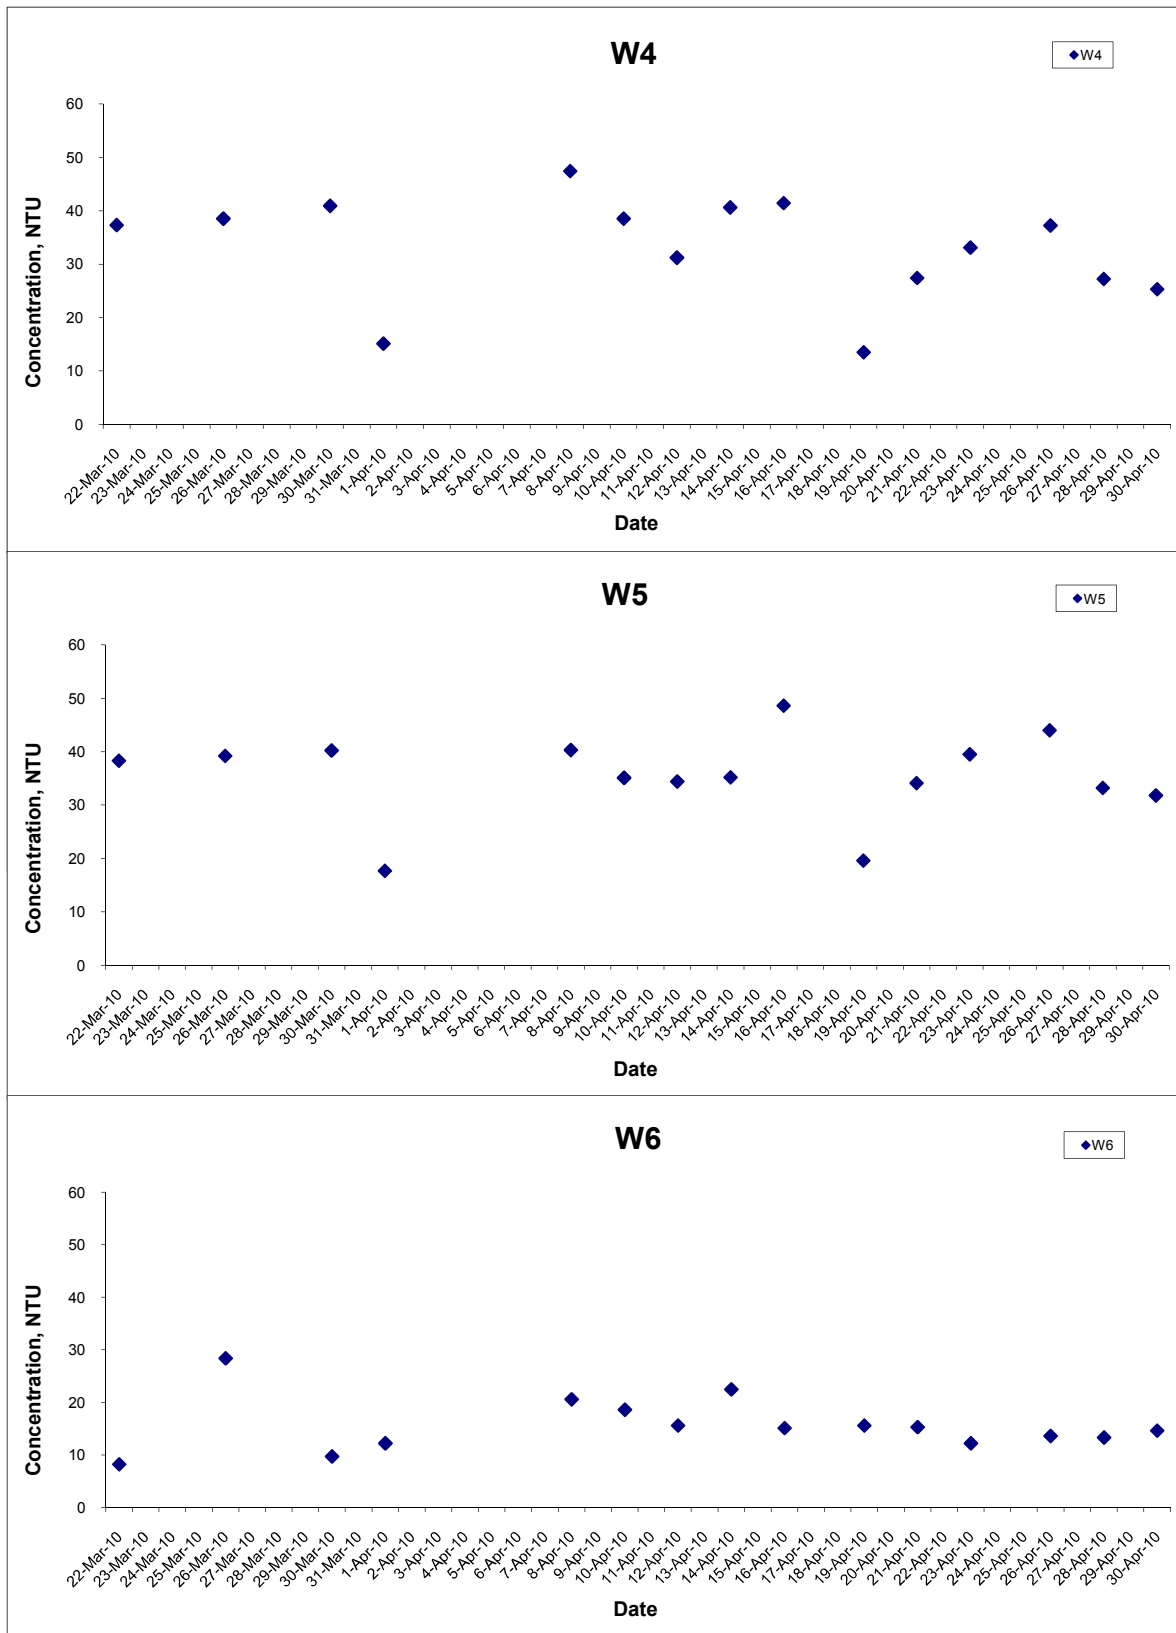 W4
W4
60
50
40
30
20
10
0
Concentration, NTU
22-Mar-10
23-Mar-10
24-Mar-10
25-Mar-10
26-Mar-10
27-Mar-10
28-Mar-10
29-Mar-10
30-Mar-10
31-Mar-10
1-Apr-10
2-Apr-10
3-Apr-10
4-Apr-10
5-Apr-10
6-Apr-10
7-Apr-10
8-Apr-10
9-Apr-10
10-Apr-10
11-Apr-10
12-Apr-10
13-Apr-10
14-Apr-10
15-Apr-10
16-Apr-10
17-Apr-10
18-Apr-10
19-Apr-10
20-Apr-10
21-Apr-10
22-Apr-10
23-Apr-10
24-Apr-10
25-Apr-10
26-Apr-10
27-Apr-10
28-Apr-10
29-Apr-10
30-Apr-10
Date
W5
W5
60
50
40
30
20
10
0
Concentration, NTU
22-Mar-10
23-Mar-10
24-Mar-10
25-Mar-10
26-Mar-10
27-Mar-10
28-Mar-10
29-Mar-10
30-Mar-10
31-Mar-10
1-Apr-10
2-Apr-10
3-Apr-10
4-Apr-10
5-Apr-10
6-Apr-10
7-Apr-10
8-Apr-10
9-Apr-10
10-Apr-10
11-Apr-10
12-Apr-10
13-Apr-10
14-Apr-10
15-Apr-10
16-Apr-10
17-Apr-10
18-Apr-10
19-Apr-10
20-Apr-10
21-Apr-10
22-Apr-10
23-Apr-10
24-Apr-10
25-Apr-10
26-Apr-10
27-Apr-10
28-Apr-10
29-Apr-10
30-Apr-10
Date
W6
W6
60
50
40
30
20
10
0
Concentration, NTU
22-Mar-10
23-Mar-10
24-Mar-10
25-Mar-10
26-Mar-10
27-Mar-10
28-Mar-10
29-Mar-10
30-Mar-10
31-Mar-10
1-Apr-10
2-Apr-10
3-Apr-10
4-Apr-10
5-Apr-10
6-Apr-10
7-Apr-10
8-Apr-10
9-Apr-10
10-Apr-10
11-Apr-10
12-Apr-10
13-Apr-10
14-Apr-10
15-Apr-10
16-Apr-10
17-Apr-10
18-Apr-10
19-Apr-10
20-Apr-10
21-Apr-10
22-Apr-10
23-Apr-10
24-Apr-10
25-Apr-10
26-Apr-10
27-Apr-10
28-Apr-10
29-Apr-10
30-Apr-10
Date